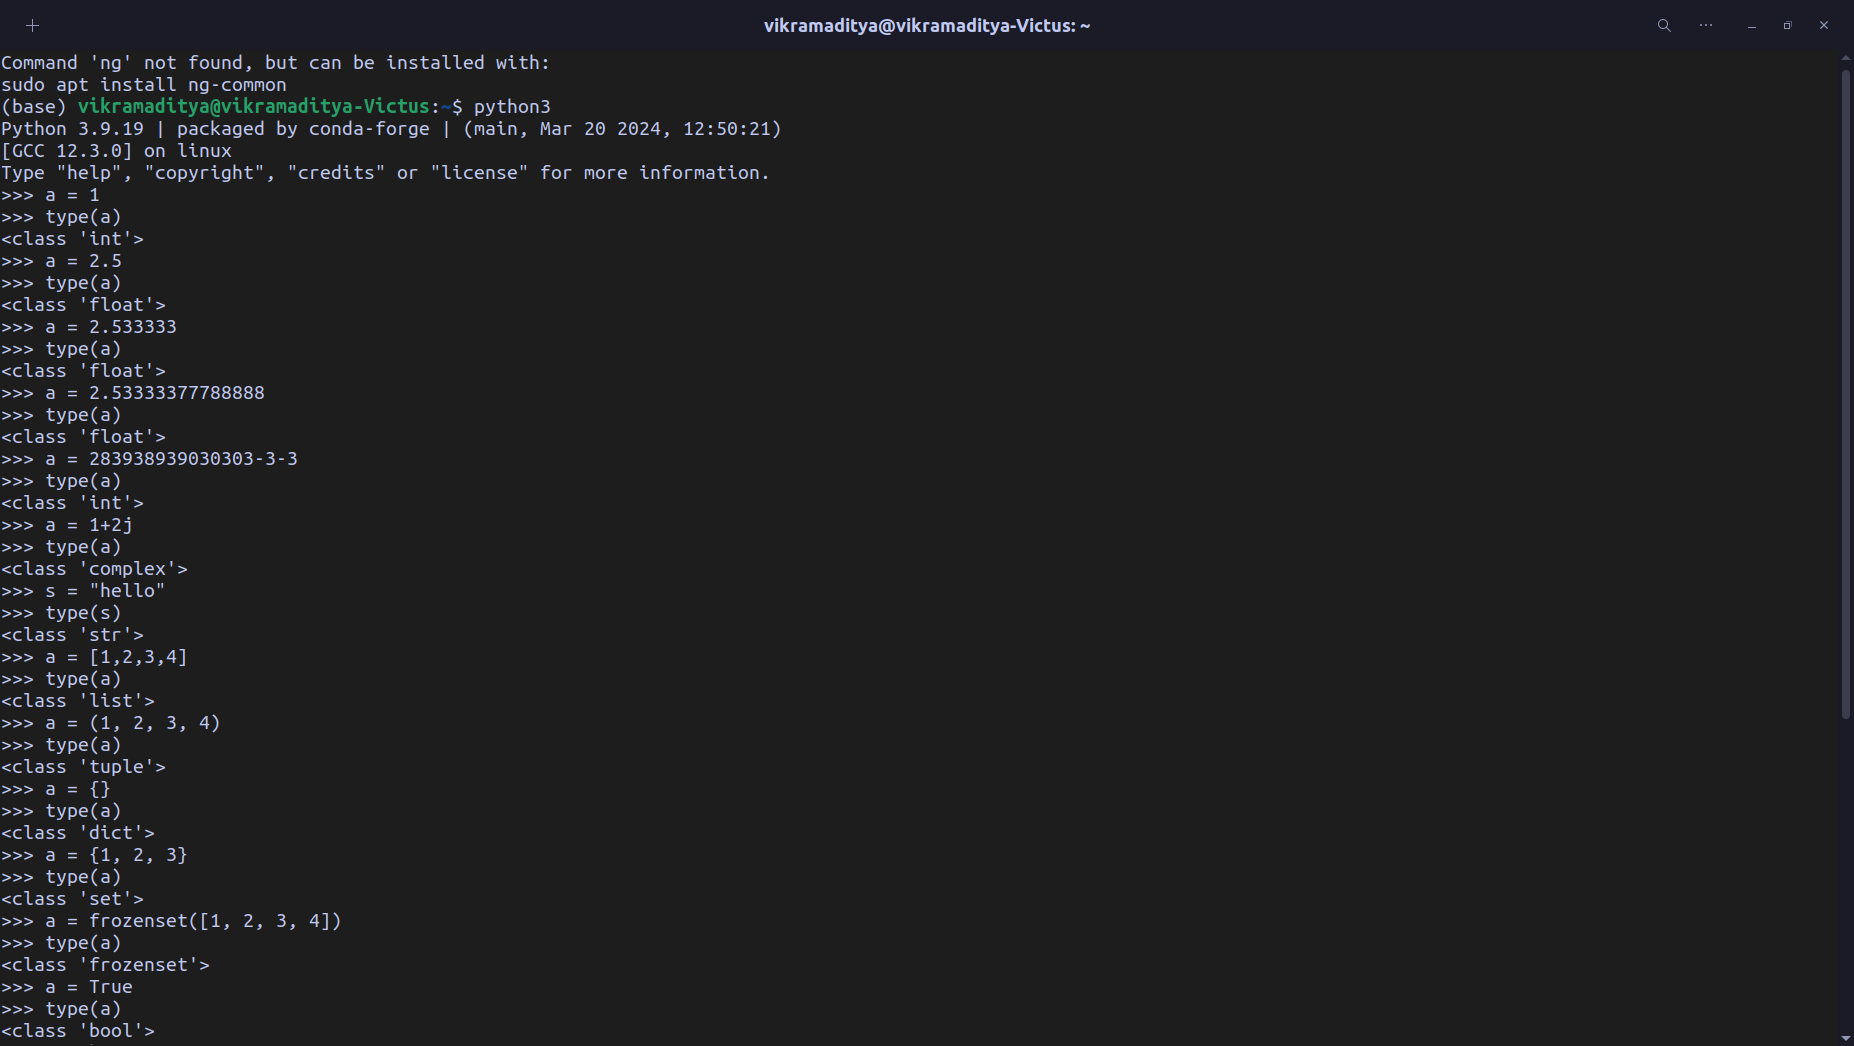 vikramaditya@vikramaditya-Victus: ~
Command 'ng' not found, but can be installed with:
sudo apt install ng-common
(base) vikramaditya@vikramaditya-Victus:~$ python3
Python 3.9.19 | packaged by conda-forge | (main, Mar 20 2024, 12:50:21)
[GCC 12.3.0] on linux
Type "help", "copyright", "credits" or "license" for more information.
>>> a = 1
>>> type(a)
<class 'int'>
>>> a = 2.5
>>> type(a)
<class 'float'>
>>> a = 2.533333
>>> type(a)
<class 'float'>
>>> a = 2.53333377788888
>>> type(a)
<class 'float'>
>>> a = 283938939030303-3-3
>>> type(a)
<class 'int'>
>>> a = 1+2j
>>> type(a)
<class 'complex'>
>>> s = "hello"
>>> type(s)
<class 'str'>
>>> a = [1,2,3,4]
>>> type(a)
<class 'list'>
>>> a = (1, 2, 3, 4)
>>> type(a)
<class 'tuple'>
>>> a = {}
>>> type(a)
<class 'dict'>
>>> a = {1, 2, 3}
>>> type(a)
<class 'set'>
>>> a = frozenset([1, 2, 3, 4])
>>> type(a)
<class 'frozenset'>
>>> a = True
>>> type(a)
<class 'bool'>